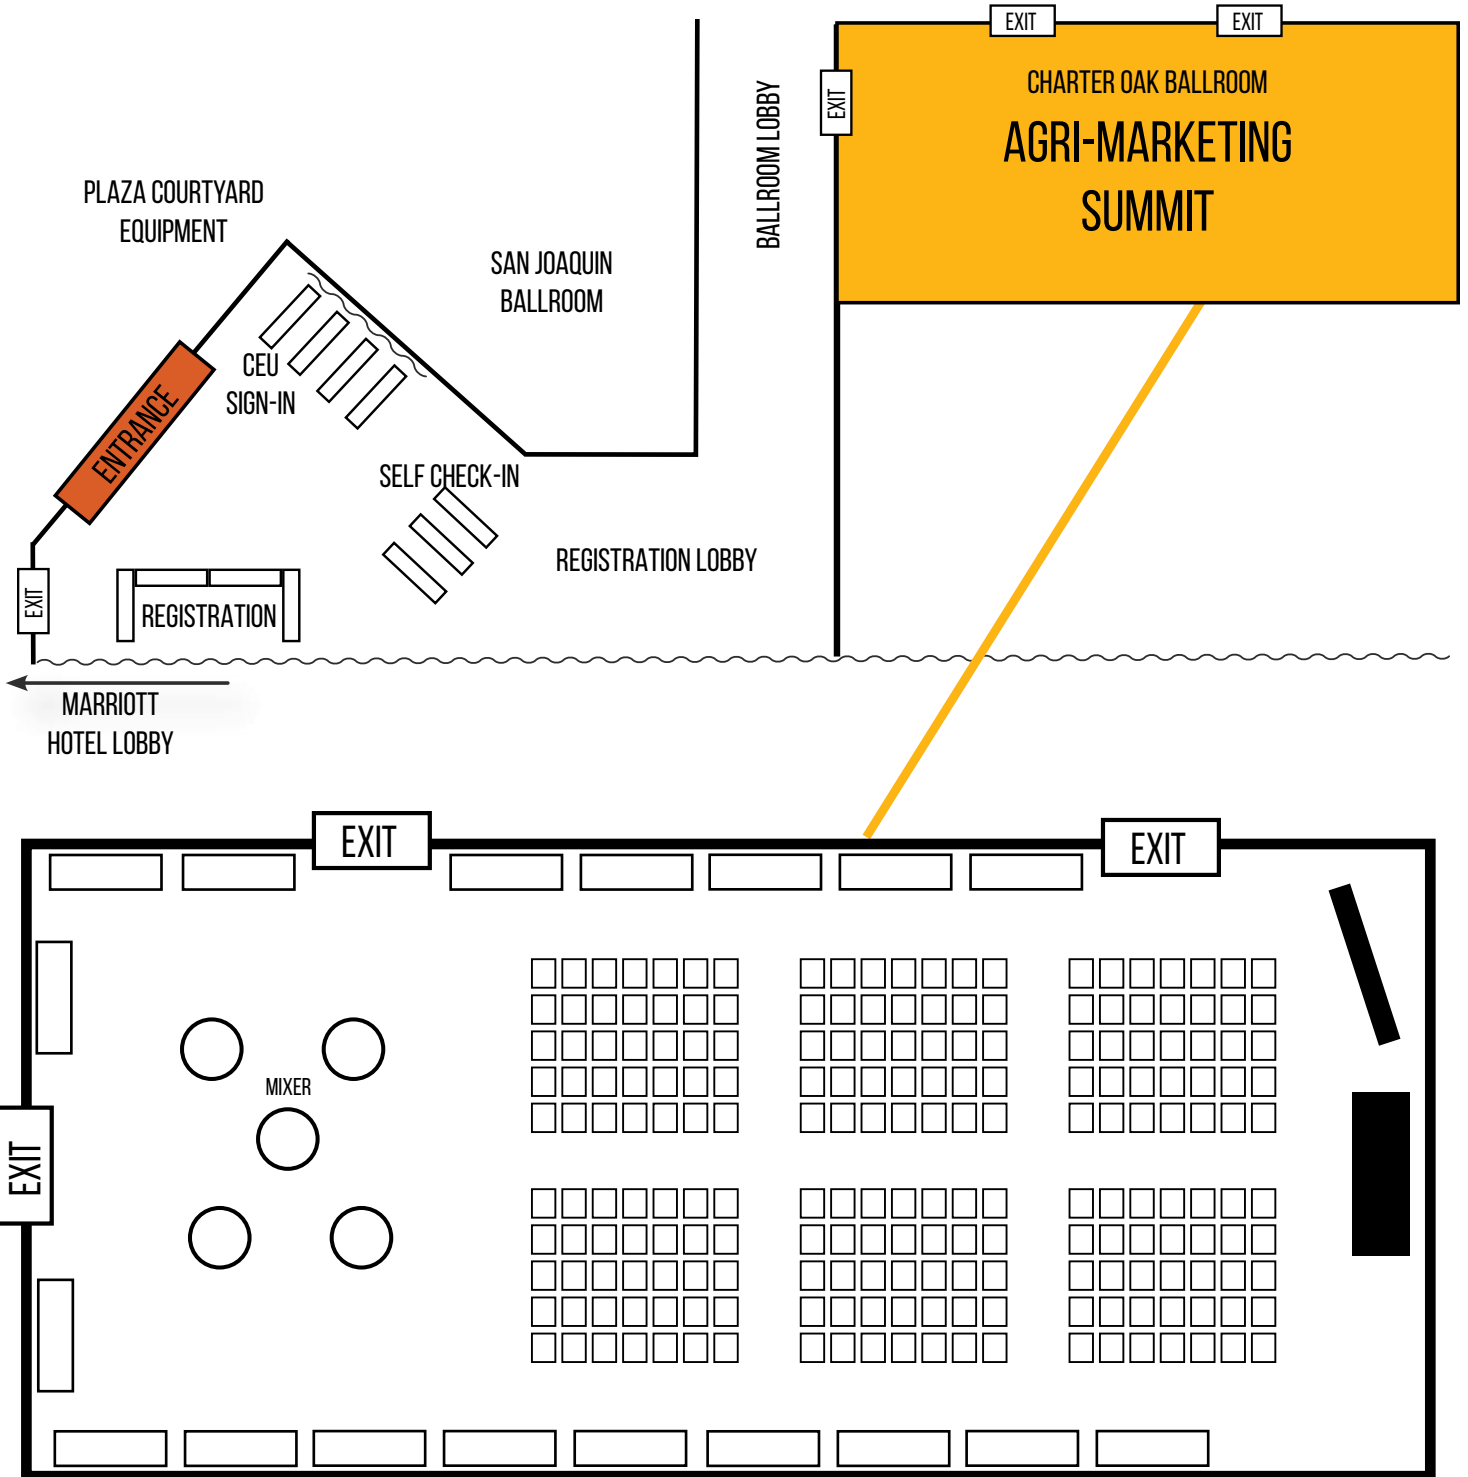 EXIT
EXIT
CHARTER OAK BALLROOM
AGRI-MARKETING
SUMMIT
EXIT
BALLROOM LOBBY
PLAZA COURTYARD
EQUIPMENT
SAN JOAQUIN
BALLROOM
CEU
SIGN-IN
ENTRANCE
SELF CHECK-IN
REGISTRATION LOBBY
EXIT
REGISTRATION
MARRIOTT
HOTEL LOBBY
EXIT
EXIT
MIXER
EXIT